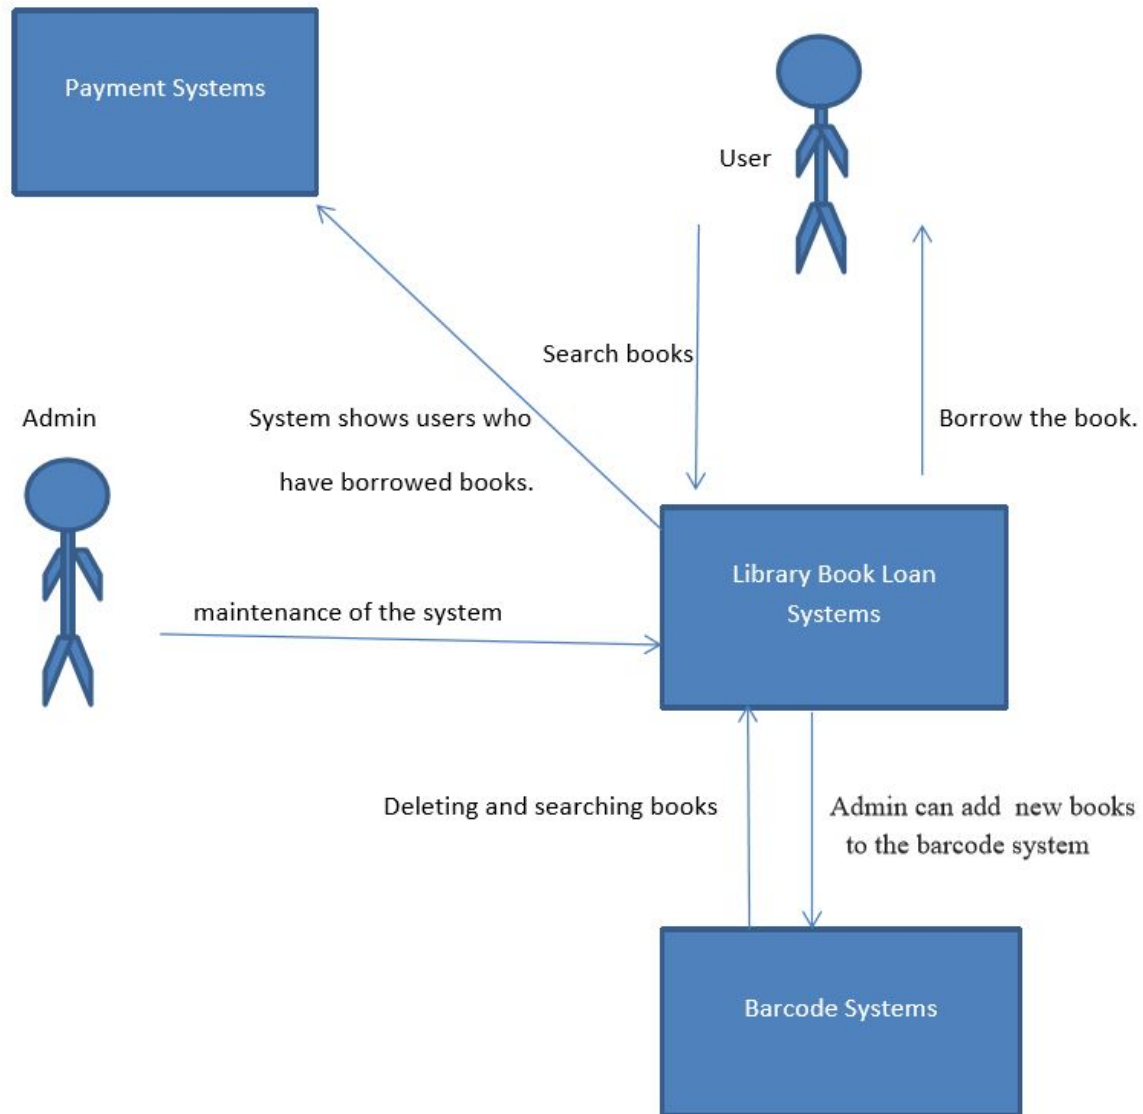 Payment Systems
User
Search books
Admin
System shows users who
have borrowed books.
Borrow the book.
Library Book Loan
Systems
maintenance of the system
Deleting and searching books
Admin can add  new books
to the barcode system
Barcode Systems